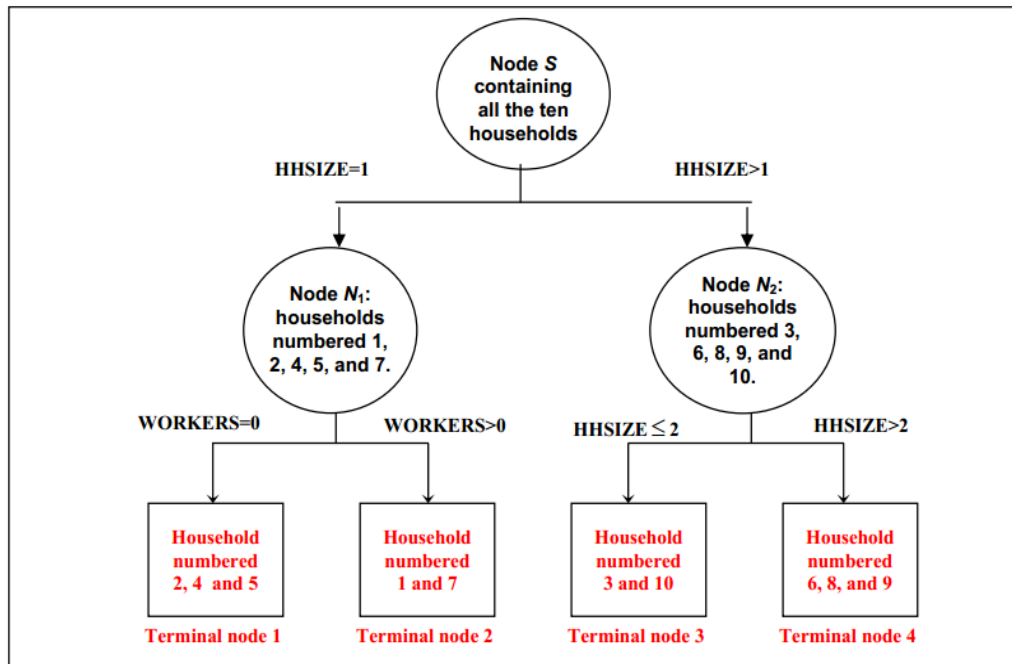 Node S
containing
all the ten
households
HHSIZE=1
HHSIZE>1
Node N₁:
households
numbered 1,
2, 4, 5, and 7.
Node N₂:
households
numbered 3,
6, 8, 9, and
10.
WORKERS=0
WORKERS>0
HHSIZE ≤ 2
HHSIZE>2
Household
numbered
2, 4 and 5
Household
numbered
1 and 7
Household
numbered
3 and 10
Household
numbered
6, 8, and 9
Terminal node 1
Terminal node 2
Terminal node 3
Terminal node 4